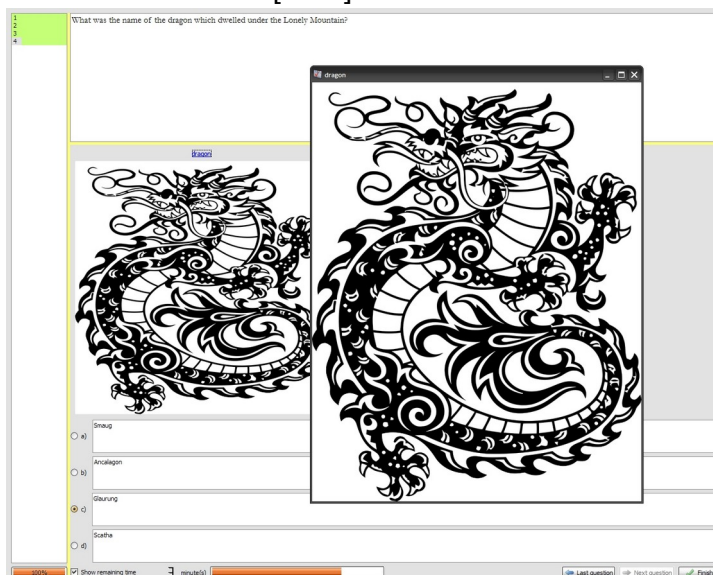 1
2
3
4
What was the name of the dragon which dwelled under the Lonely Mountain?
dragon
dragon
a) Smaug
b) Ancalagon
c) Glaurung
d) Scatha
100%
Show remaining time
minute(s)
Last question
Next question
Finish